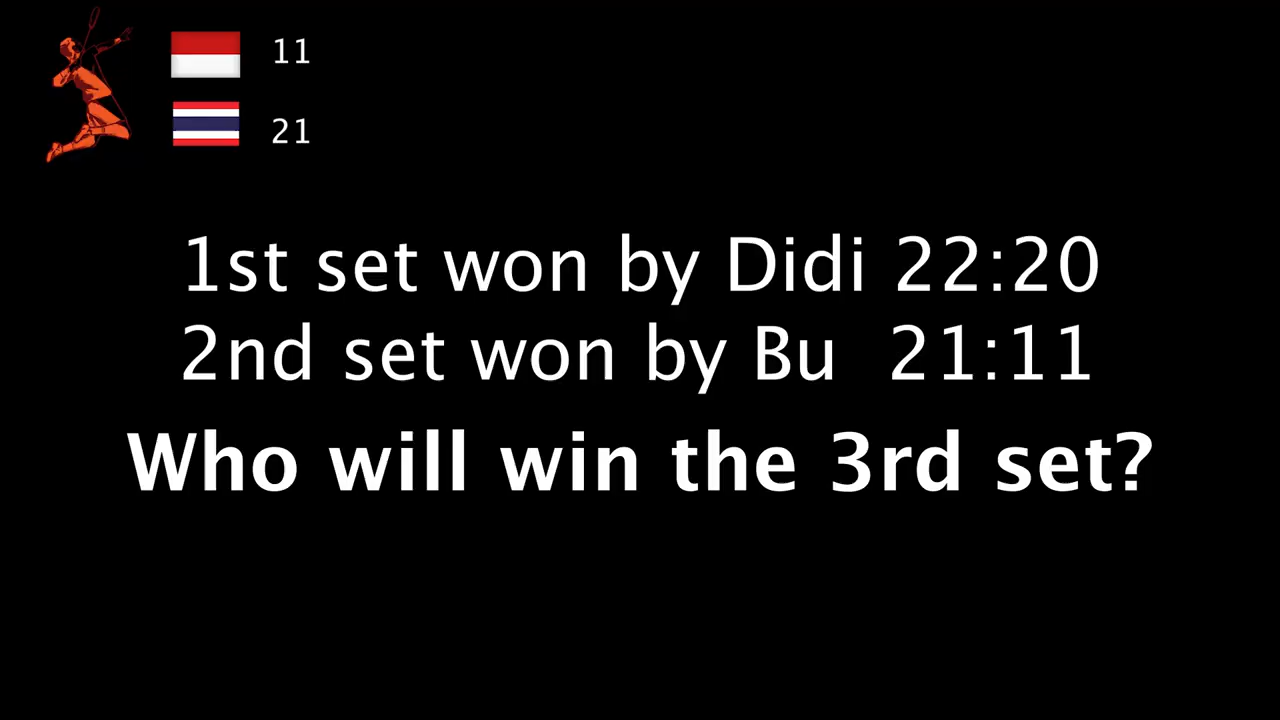 11
21
1st set won by Didi 22:20
2nd set won by Bu  21:11
Who will win the 3rd set?